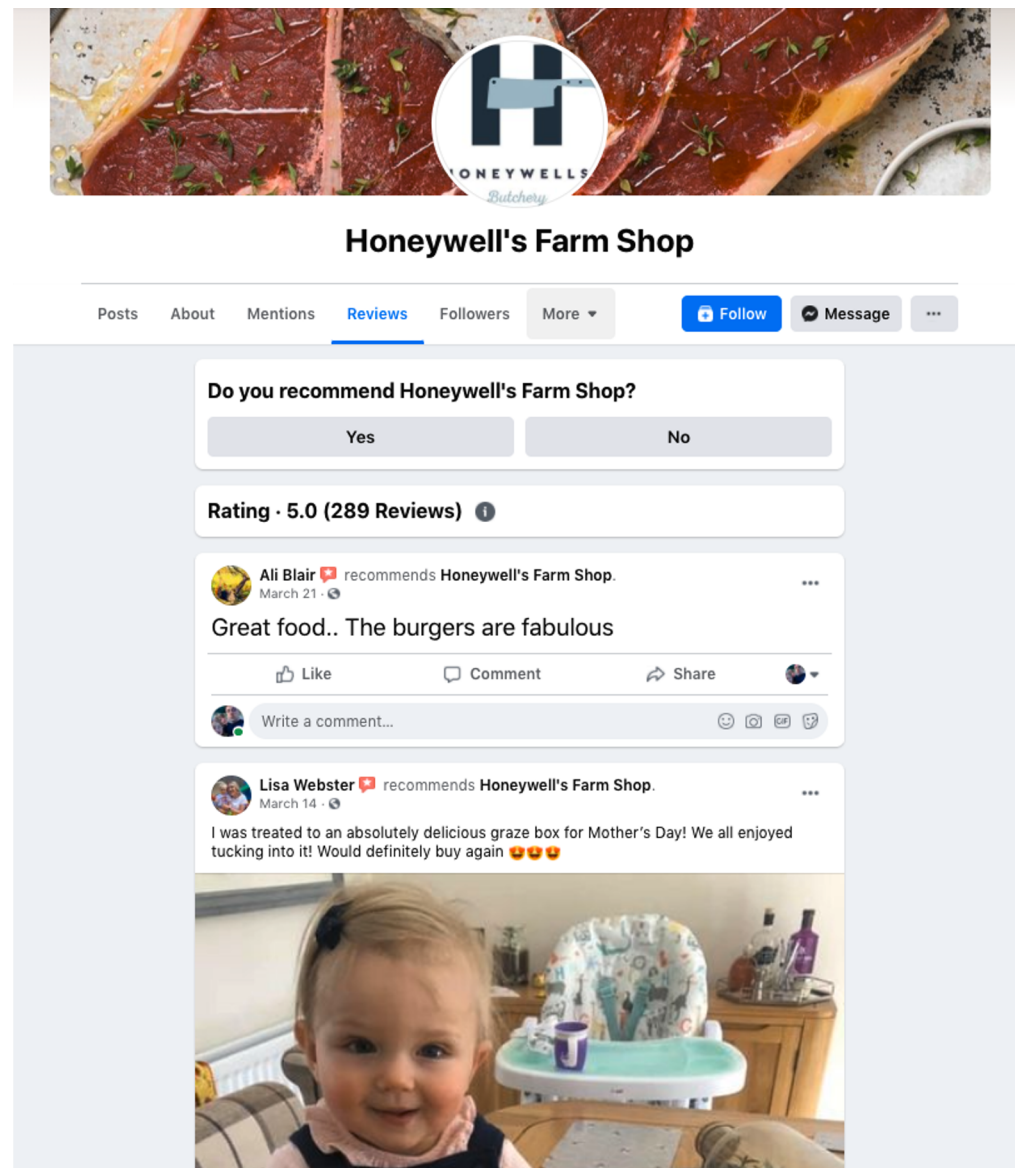 H
HONEYWELLS
Butchery
Honeywell's Farm Shop
Posts About Mentions Reviews Followers More Follow Message ...
Do you recommend Honeywell's Farm Shop?
Yes No
Rating · 5.0 (289 Reviews)
Ali Blair recommends Honeywell's Farm Shop.
March 21 ·
Great food.. The burgers are fabulous
Like Comment Share
Write a comment... GIF
Lisa Webster recommends Honeywell's Farm Shop.
March 14 ·
I was treated to an absolutely delicious graze box for Mother's Day! We all enjoyed
tucking into it! Would definitely buy again 😍😍😍
C
J